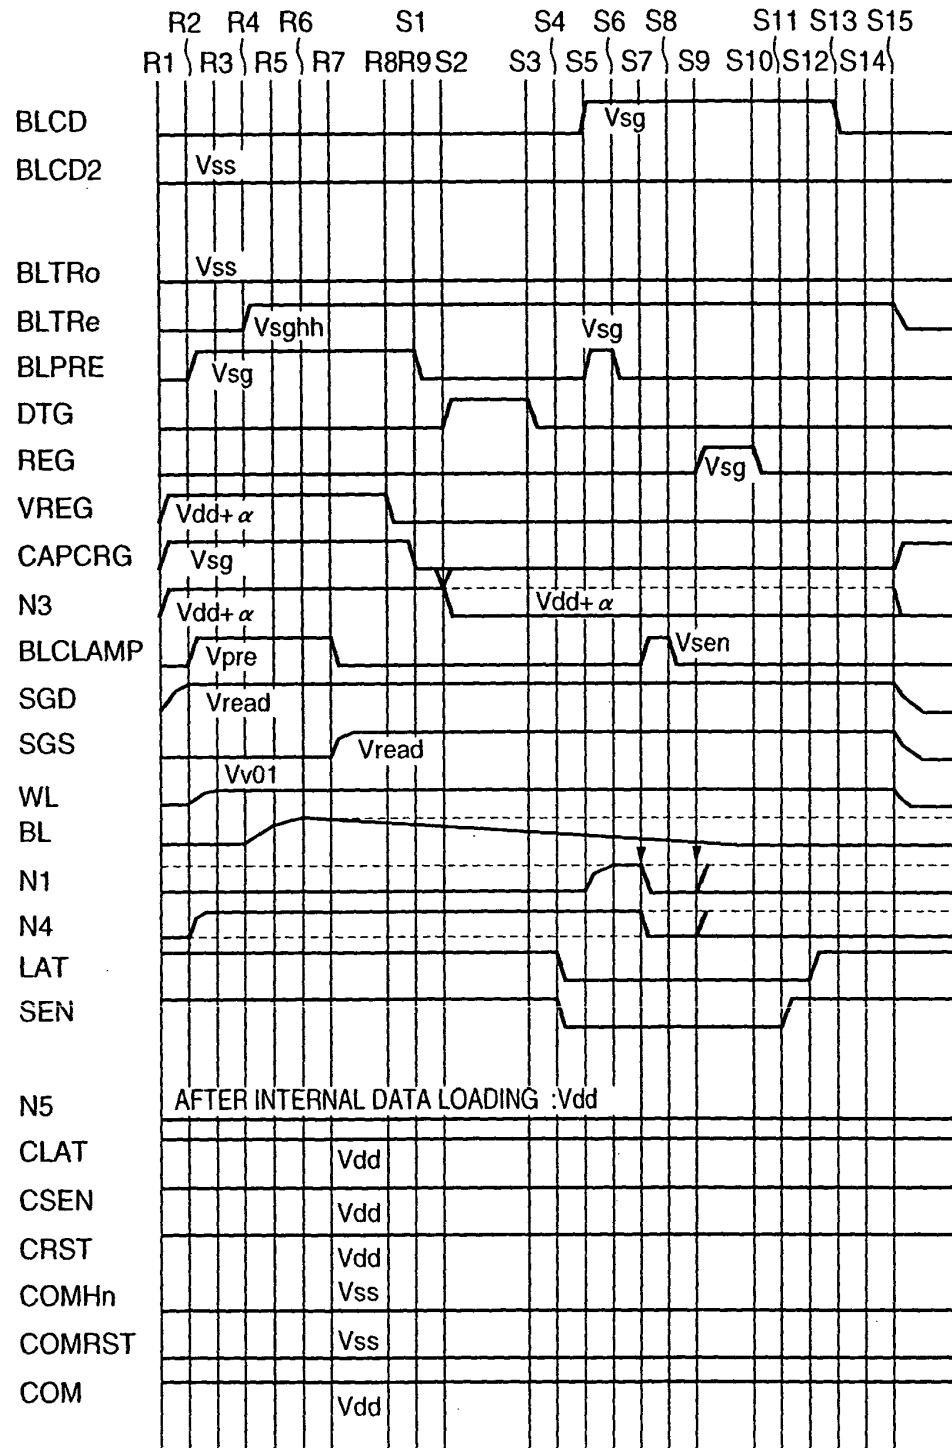 R2 R4 R6 S1 S4 S6 S8 S11 S13 S15
R1 R3 R5 R7 R8 R9 S2 S3 S5 S7 S9 S10 S12 S14
BLCD Vsg
BLCD2 Vss
BLTRo Vss
BLTRe Vsghh Vsg
BLPRE Vsg
DTG
REG Vsg
VREG Vdd+α
CAPCRG Vsg
N3 Vdd+α Vdd+α
BLCLAMP Vpre Vsen
SGD Vread
SGS Vread
Vv01
WL
BL
N1
N4
LAT
SEN
N5 AFTER INTERNAL DATA LOADING :Vdd
CLAT Vdd
CSEN Vdd
CRST Vdd
COMHn Vss
COMRST Vss
COM Vdd